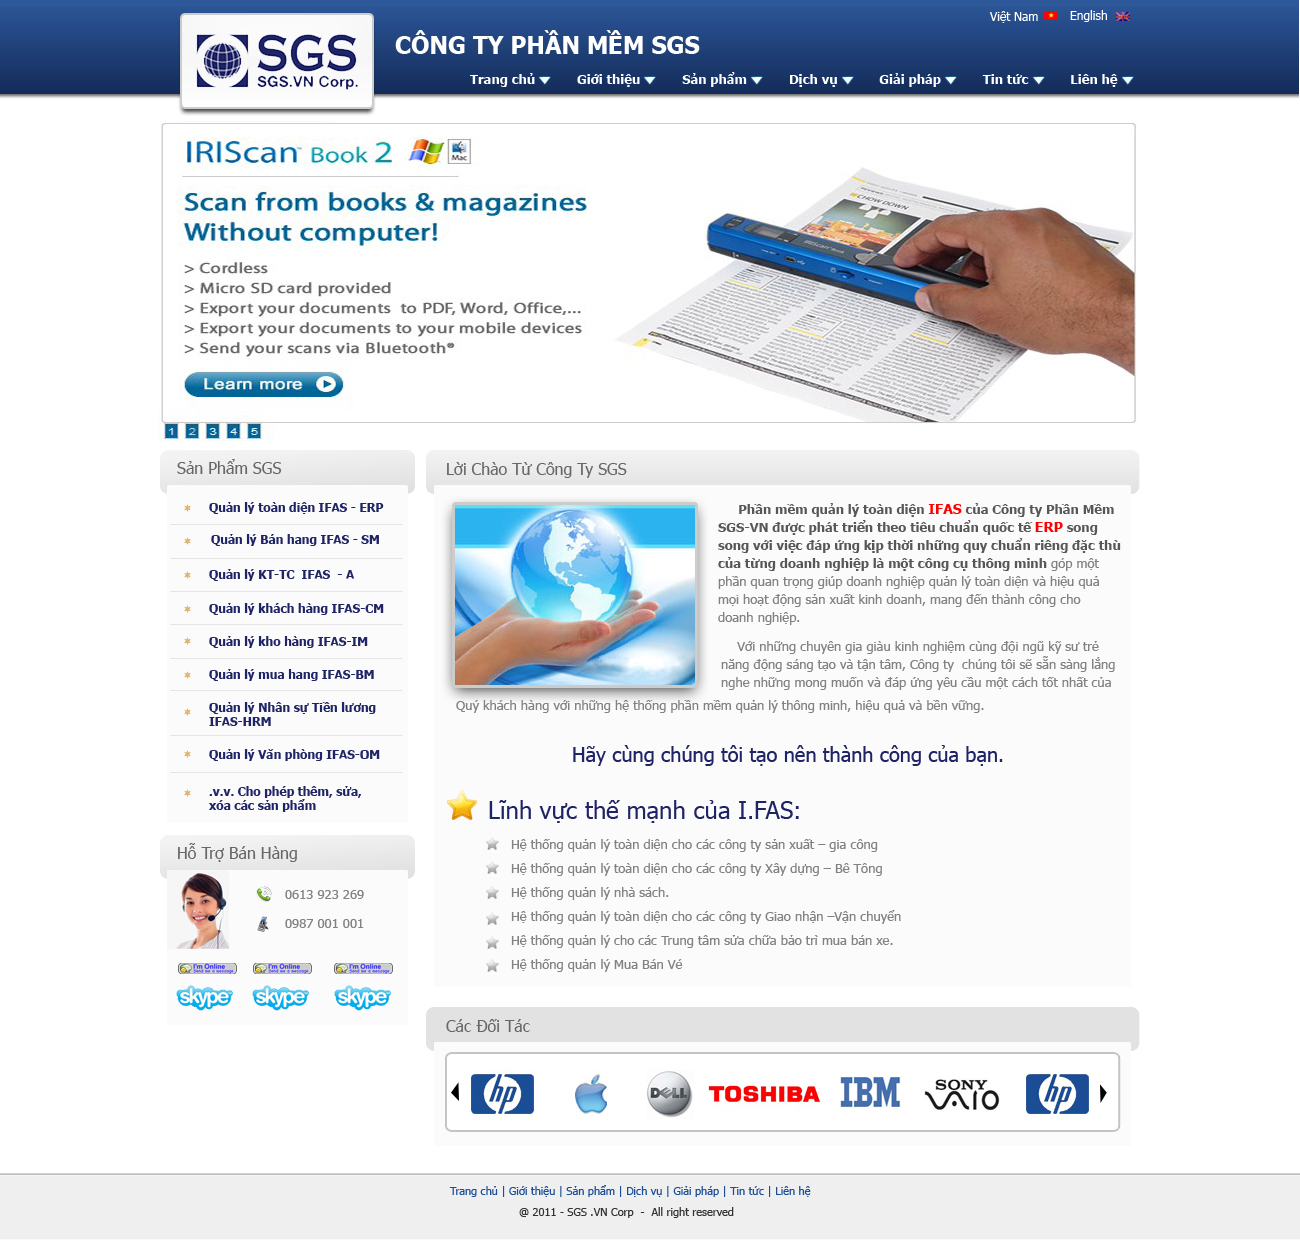 Việt Nam
English
SGS
SGS.VN Corp.
CÔNG TY PHẦN MỀM SGS
Trang chủ
Giới thiệu
Sản phẩm
Dịch vụ
Giải pháp
Tin tức
Liên hệ
IRIScan™ Book 2
Mac
Scan from books & magazines
Without computer!
> Cordless
> Micro SD card provided
> Export your documents to PDF, Word, Office,...
> Export your documents to your mobile devices
> Send your scans via Bluetooth®
Learn more
CHOW DOWN
IRIScan Book
1 2 3 4 5
Sản Phẩm SGS
Quản lý toàn diện IFAS - ERP
Quản lý Bán hang IFAS - SM
Quản lý KT-TC IFAS - A
Quản lý khách hàng IFAS-CM
Quản lý kho hàng IFAS-IM
Quản lý mua hang IFAS-BM
Quản lý Nhân sự Tiền lương
IFAS-HRM
Quản lý Văn phòng IFAS-OM
.v.v. Cho phép thêm, sửa,
xóa các sản phẩm
Hỗ Trợ Bán Hàng
0613 923 269
0987 001 001
I'm Online
Send me a message
I'm Online
Send me a message
I'm Online
Send me a message
skype
skype
skype
Lời Chào Từ Công Ty SGS
Phần mềm quản lý toàn diện IFAS của Công ty Phần Mềm
SGS-VN được phát triển theo tiêu chuẩn quốc tế ERP song
song với việc đáp ứng kịp thời những quy chuẩn riêng đặc thù
của từng doanh nghiệp là một công cụ thông minh góp một
phần quan trọng giúp doanh nghiệp quản lý toàn diện và hiệu quả
mọi hoạt động sản xuất kinh doanh, mang đến thành công cho
doanh nghiệp.
Với những chuyên gia giàu kinh nghiệm cùng đội ngũ kỹ sư trẻ
năng động sáng tạo và tận tâm, Công ty chúng tôi sẽ sẵn sàng lắng
nghe những mong muốn và đáp ứng yêu cầu một cách tốt nhất của
Quý khách hàng với những hệ thống phần mềm quản lý thông minh, hiệu quả và bền vững.
Hãy cùng chúng tôi tạo nên thành công của bạn.
Lĩnh vực thế mạnh của I.FAS:
Hệ thống quản lý toàn diện cho các công ty sản xuất – gia công
Hệ thống quản lý toàn diện cho các công ty Xây dựng – Bê Tông
Hệ thống quản lý nhà sách.
Hệ thống quản lý toàn diện cho các công ty Giao nhận –Vận chuyển
Hệ thống quản lý cho các Trung tâm sửa chữa bảo trì mua bán xe.
Hệ thống quản lý Mua Bán Vé
Các Đối Tác
hp
DELL
TOSHIBA
IBM
SONY
VAIO
hp
Trang chủ | Giới thiệu | Sản phẩm | Dịch vụ | Giải pháp | Tin tức | Liên hệ
@ 2011 - SGS .VN Corp - All right reserved